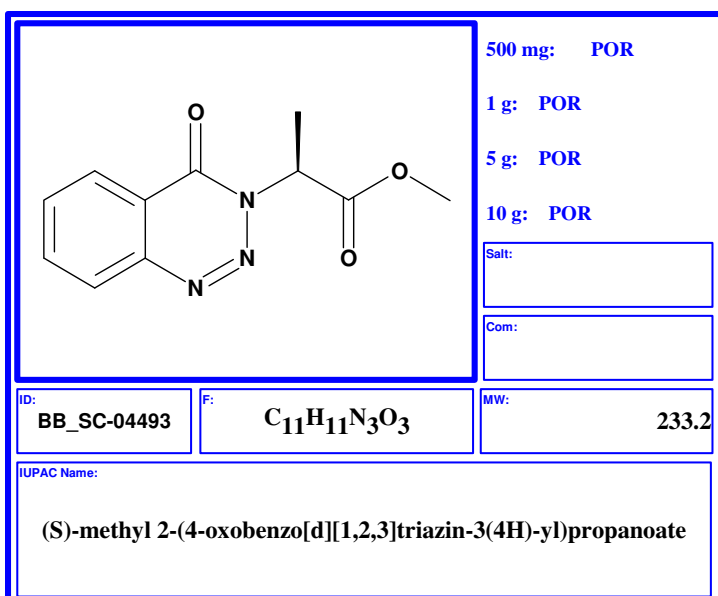 500 mg: POR
1 g: POR
5 g: POR
10 g: POR
O
N
N
N
O
O
Salt:
Com:
ID:
BB_SC-04493
F:
C11H11N3O3
MW:
233.2
IUPAC Name:
(S)-methyl 2-(4-oxobenzo[d][1,2,3]triazin-3(4H)-yl)propanoate